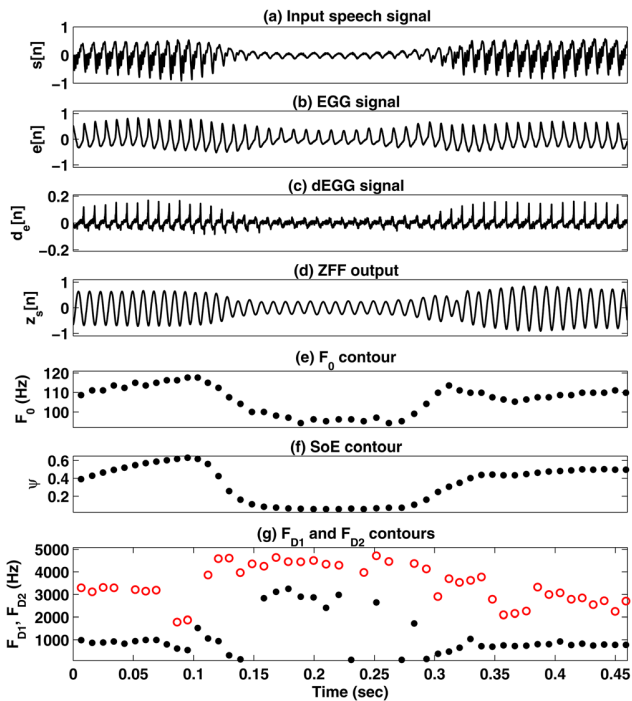 (a) Input speech signal
1
0
−1
s[n]
(b) EGG signal
1
0
−1
e[n]
(c) dEGG signal
0.2
0
−0.2
d_e[n]
(d) ZFF output
1
0
−1
z_s[n]
(e) F_0 contour
120
110
100
F_0 (Hz)
(f) SoE contour
0.6
0.4
0.2
ψ
(g) F_D1 and F_D2 contours
5000
4000
3000
2000
1000
F_D1, F_D2
(Hz)
0 0.05 0.1 0.15 0.2 0.25 0.3 0.35 0.4 0.45
Time (sec)